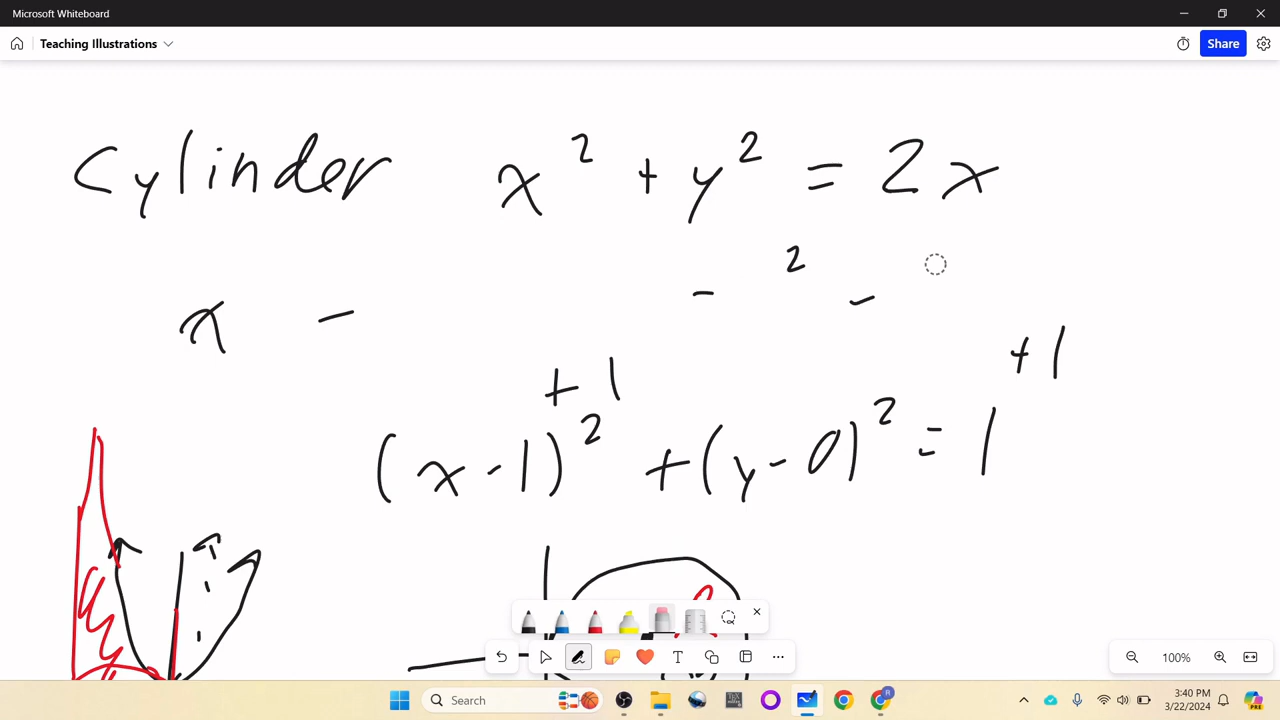 Microsoft Whiteboard
Teaching Illustrations
Share
Cylinder x² + y² = 2x
x - - ² -
+1 +1
(x-1)² + (y-0)² = 1
100%
Search
3:40 PM
3/22/2024